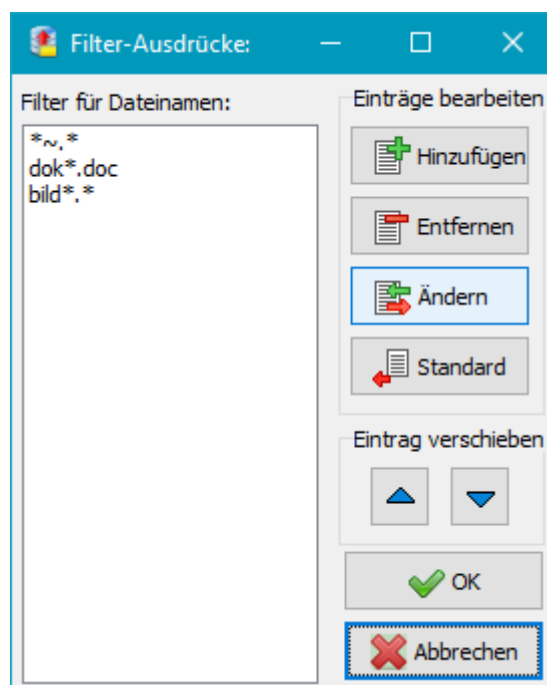 Filter-Ausdrücke:
Filter für Dateinamen:
*~.*
dok*.doc
bild*.*
Einträge bearbeiten
Hinzufügen
Entfernen
Ändern
Standard
Eintrag verschieben
OK
Abbrechen